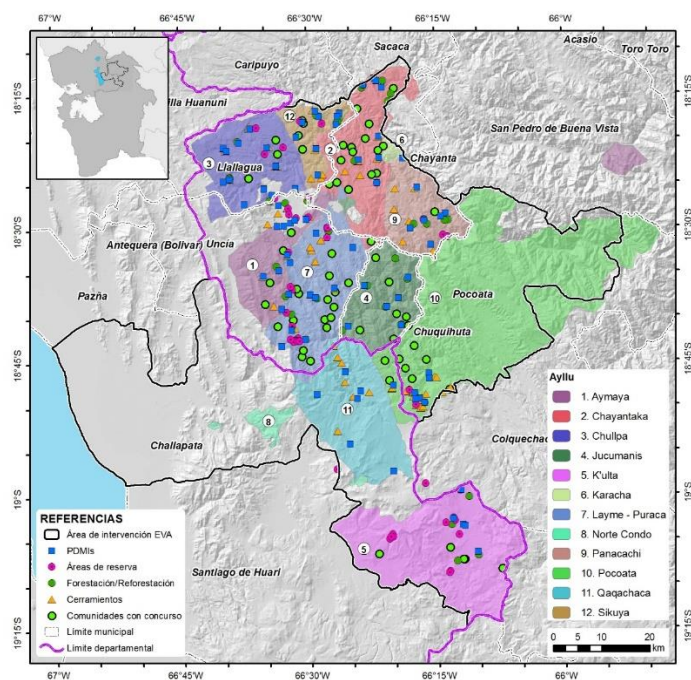 67°W
66°45'W
66°30'W
66°15'W
66°W
Sacaca
Acasio
Toro Toro
Caripuyo
18°15'S
18°15'S
lla Huanuni
12
San Pedro de Buena Vista
6
2
Chayanta
3
Llallagua
9
18°30'S
18°30'S
Antequera (Bolivar)
Uncia
1
7
Pazña
4
10
Pocoata
Chuquihuta
18°45'S
18°45'S
11
8
Challapata
Colquecha
19°S
19°S
5
Santiago de Huari
19°15'S
19°15'S
REFERENCIAS
Área de intervención EVA
PDMIs
Áreas de reserva
Forestación/Reforestación
Cerramientos
Comunidades con concurso
Límite municipal
Límite departamental
Ayllu
1. Aymaya
2. Chayantaka
3. Chullpa
4. Jucumanis
5. K'ulta
6. Karacha
7. Layme - Puraca
8. Norte Condo
9. Panacachi
10. Pocoata
11. Qaqachaca
12. Sikuya
0 5 10 20
km
67°W
66°45'W
66°30'W
66°15'W
66°W